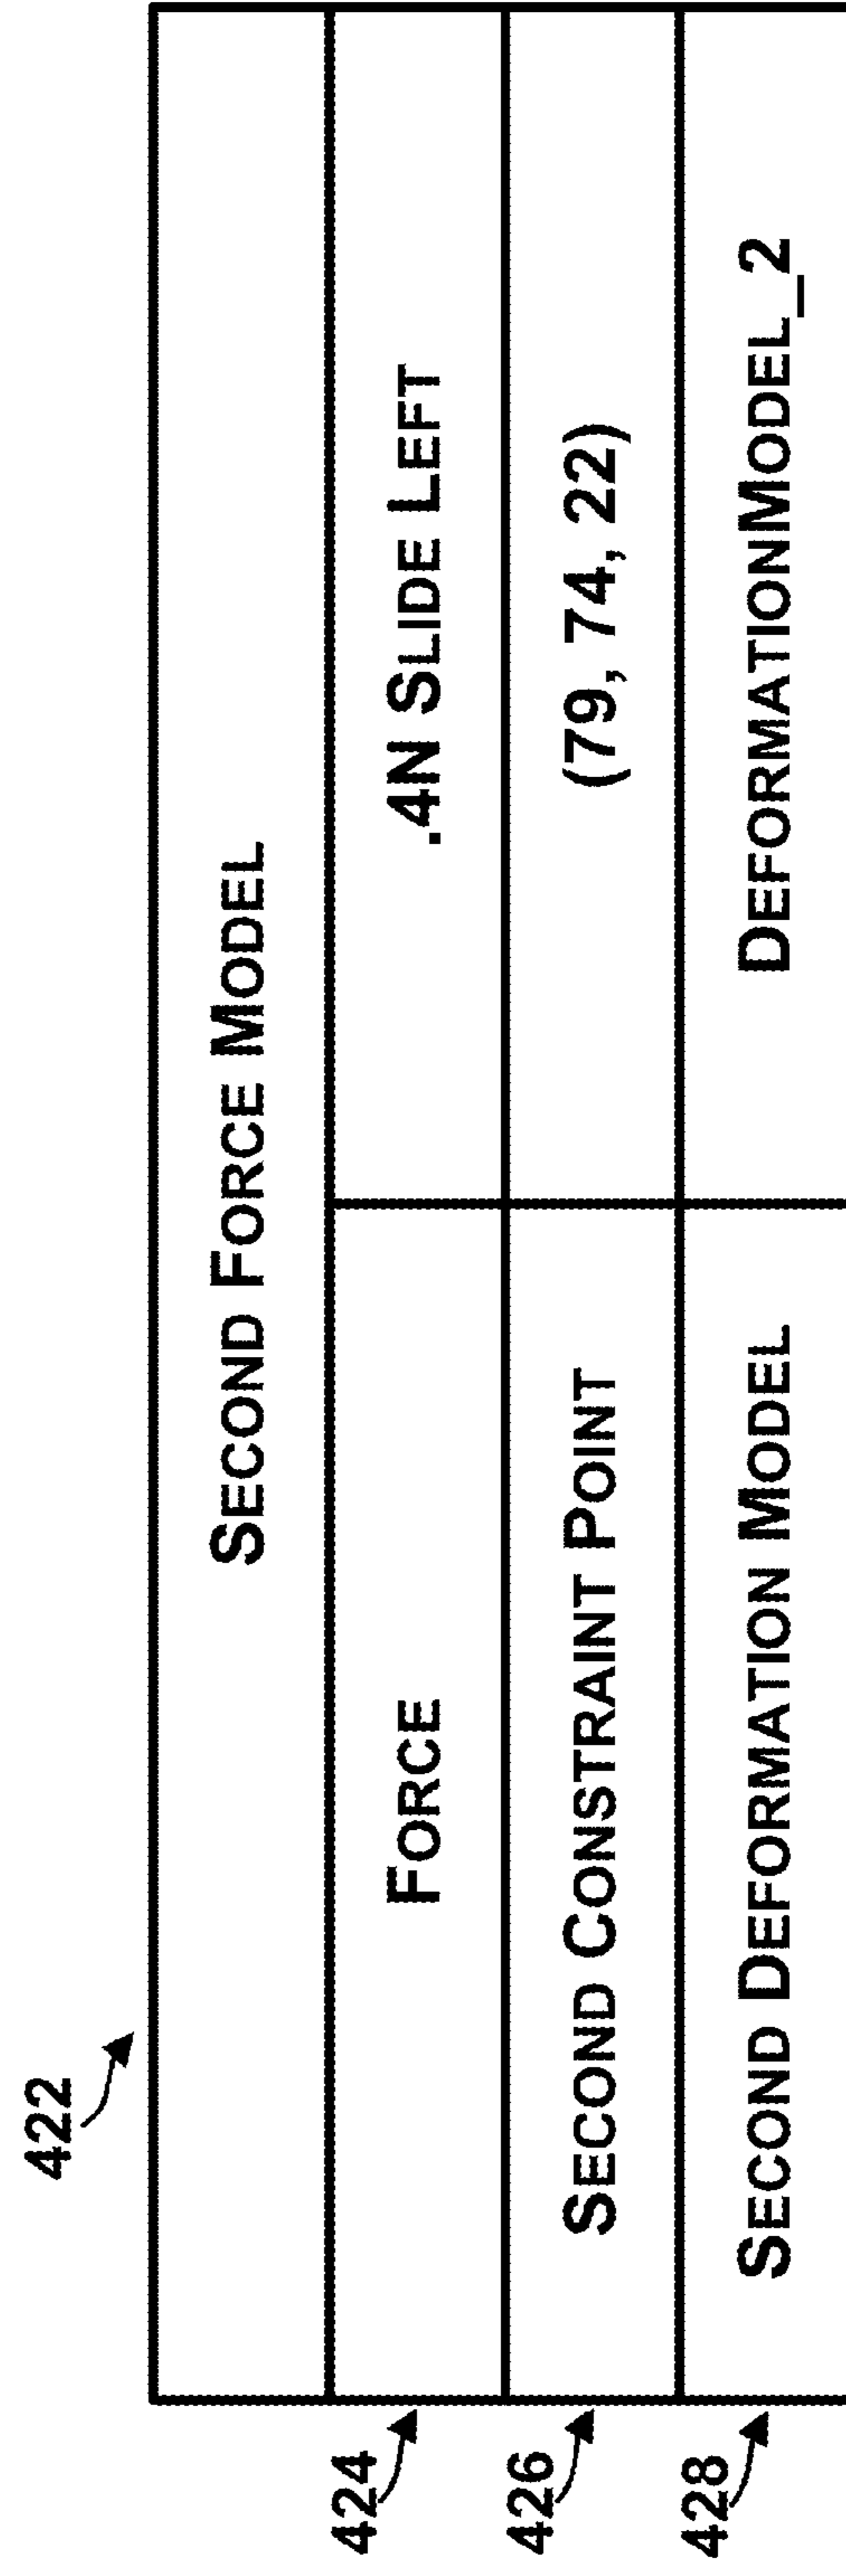 422
SECOND FORCE MODEL
424 FORCE .4N SLIDE LEFT
426 SECOND CONSTRAINT POINT (79, 74, 22)
428 SECOND DEFORMATION MODEL DEFORMATIONMODEL_2